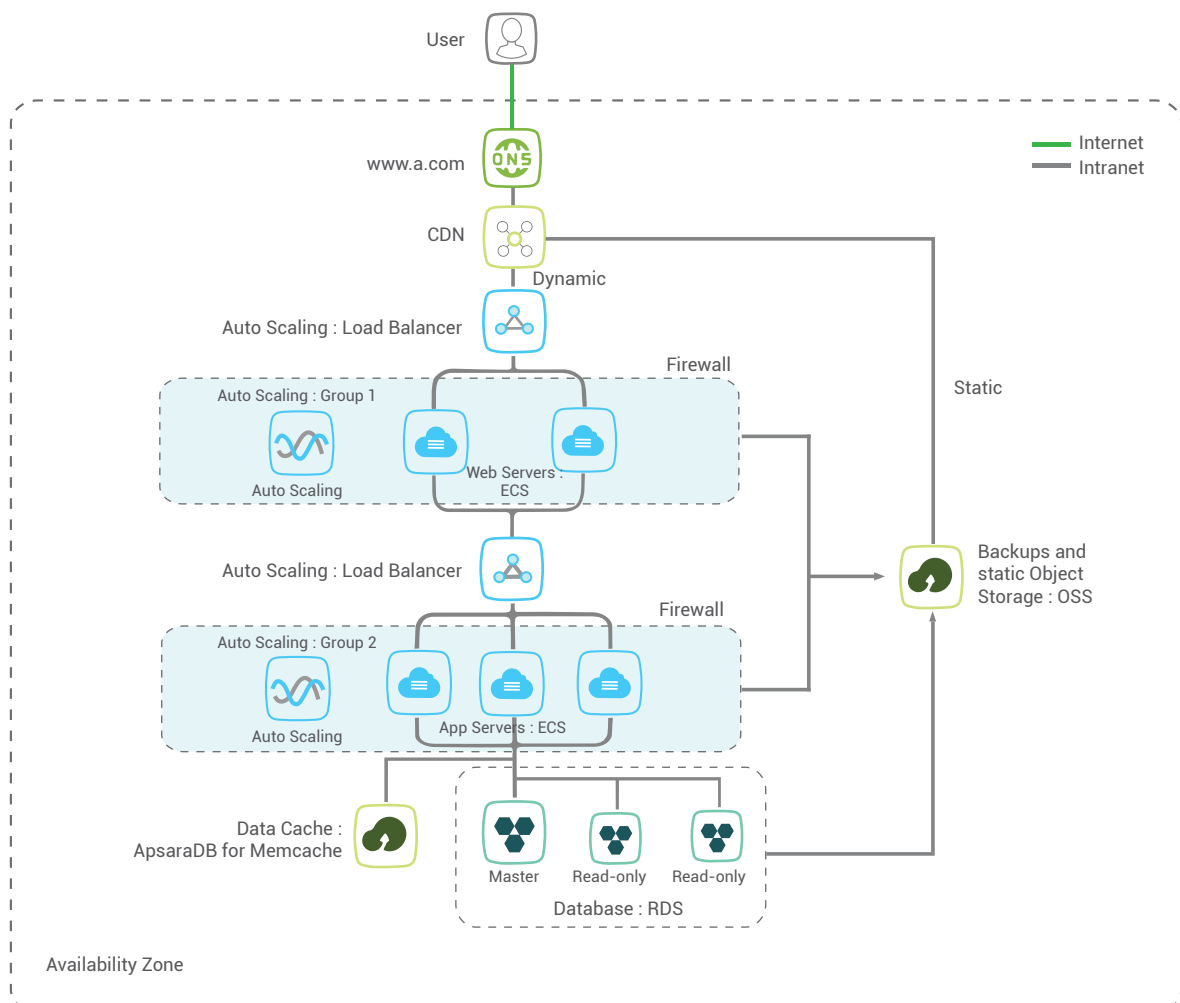 User
www.a.com
ONS
Internet
Intranet
CDN
Dynamic
Auto Scaling : Load Balancer
Firewall
Static
Auto Scaling : Group 1
Auto Scaling
Web Servers :
ECS
Auto Scaling : Load Balancer
Backups and
static Object
Storage : OSS
Firewall
Auto Scaling : Group 2
Auto Scaling
App Servers : ECS
Data Cache :
ApsaraDB for Memcache
Master
Read-only
Read-only
Database : RDS
Availability Zone